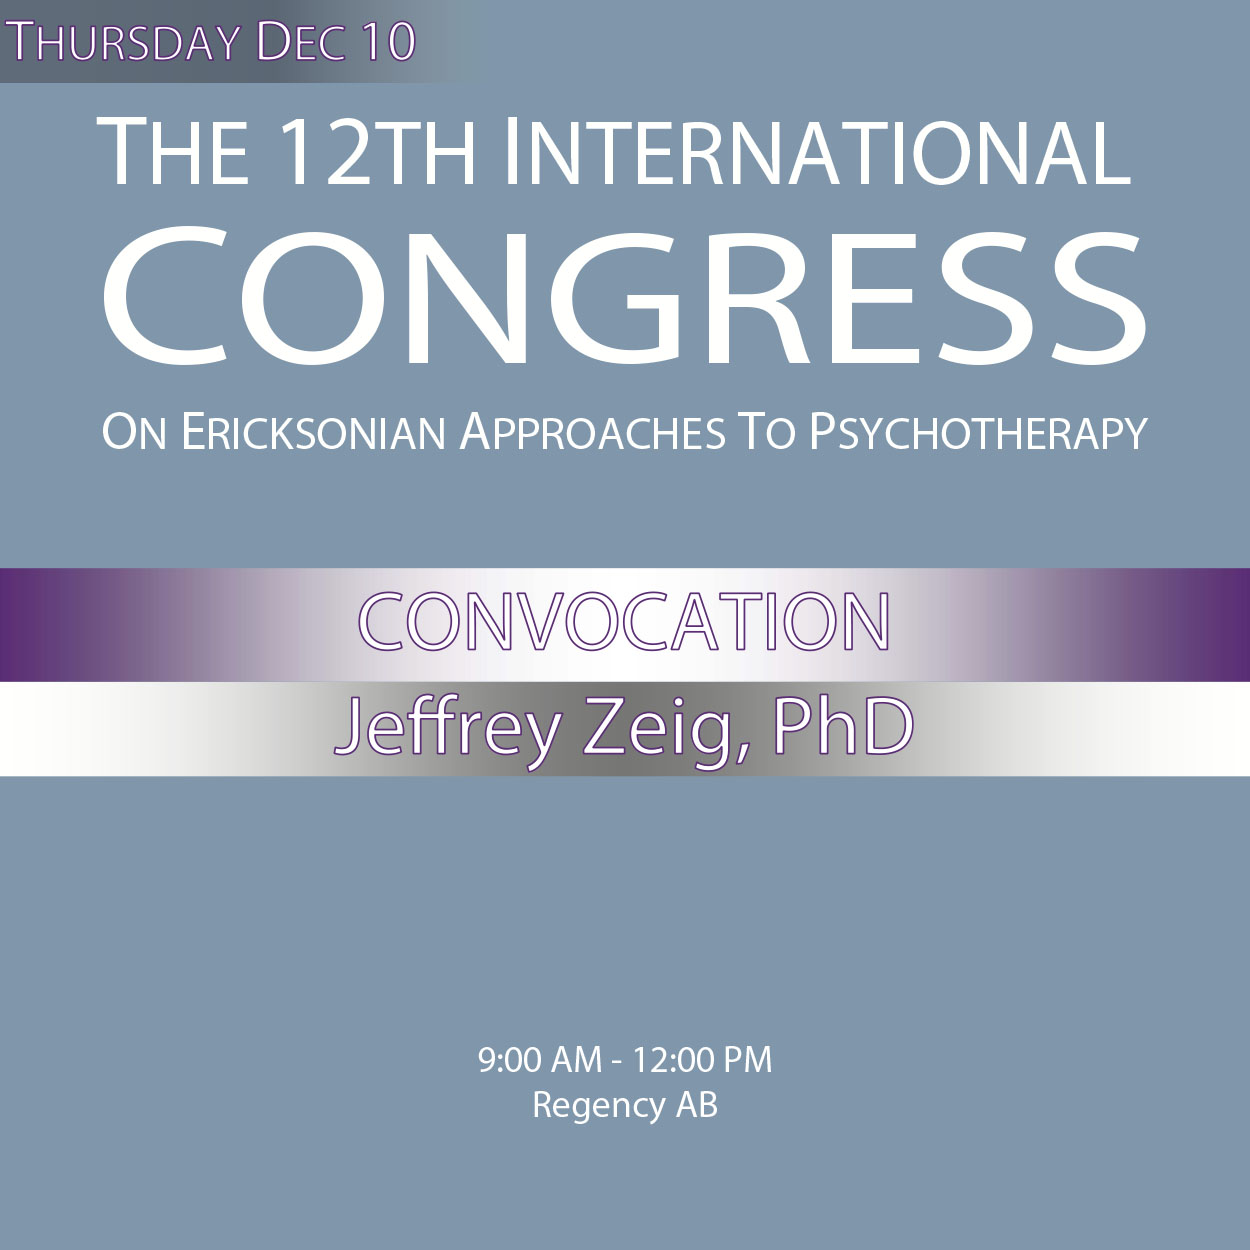 THURSDAY DEC 10
THE 12TH INTERNATIONAL
CONGRESS
ON ERICKSONIAN APPROACHES TO PSYCHOTHERAPY
CONVOCATION
Jeffrey Zeig, PhD
9:00 AM - 12:00 PM
Regency AB